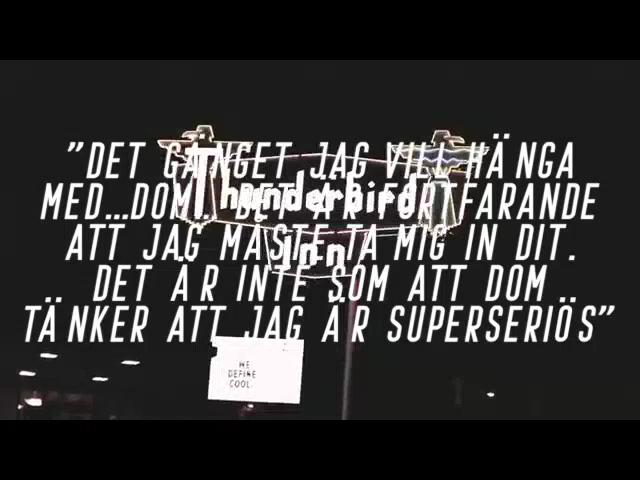 "DET GÄNGET JAG VILL HÄNGA
MED...DOM... DET ÄR FORTFARANDE
ATT JAG MÅSTE TA MIG IN DIT.
DET ÄR INTE SOM ATT DOM
TÄNKER ATT JAG ÄR SUPERSERIÖS"
Thunderbird
inn
WE
DEFINE
COOL.